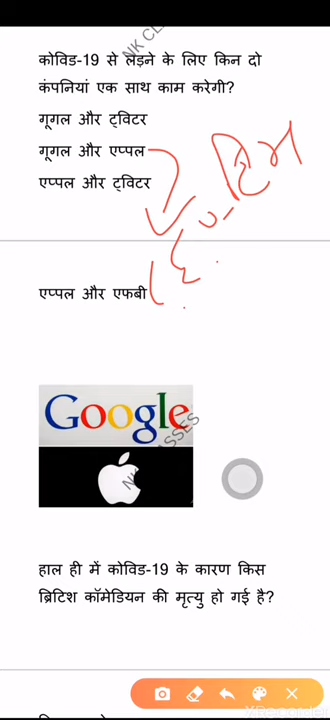 कोविड-19 से लड़ने के लिए किन दो
कंपनियां एक साथ काम करेगी?
गूगल और ट्विटर
गूगल और एप्पल
एप्पल और ट्विटर
एप्पल और एफबी
Google
हाल ही में कोविड-19 के कारण किस
ब्रिटिश कॉमेडियन की मृत्यु हो गई है?
XRecorder